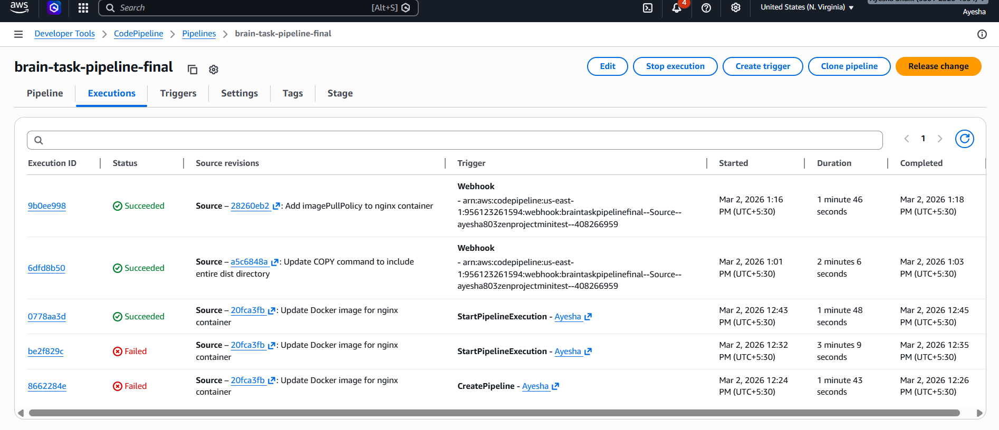 aws
Search
[Alt+S]
4
United States (N. Virginia) ▼
Ayesha
Developer Tools > CodePipeline > Pipelines > brain-task-pipeline-final
brain-task-pipeline-final
Edit
Stop execution
Create trigger
Clone pipeline
Release change
Pipeline
Executions
Triggers
Settings
Tags
Stage
1
Execution ID
Status
Source revisions
Trigger
Started
Duration
Completed
9b0ee998
Succeeded
Source – 28260eb2 : Add imagePullPolicy to nginx container
Webhook
- arn:aws:codepipeline:us-east-
1:956123261594:webhook:braintaskpipelinefinal--Source--
ayesha803zenprojectminitest--408266959
Mar 2, 2026 1:16
PM (UTC+5:30)
1 minute 46
seconds
Mar 2, 2026 1:18
PM (UTC+5:30)
6dfd8b50
Succeeded
Source – a5c6848a : Update COPY command to include
entire dist directory
Webhook
- arn:aws:codepipeline:us-east-
1:956123261594:webhook:braintaskpipelinefinal--Source--
ayesha803zenprojectminitest--408266959
Mar 2, 2026 1:01
PM (UTC+5:30)
2 minutes 6
seconds
Mar 2, 2026 1:03
PM (UTC+5:30)
0778aa3d
Succeeded
Source – 20fca3fb : Update Docker image for nginx
container
StartPipelineExecution - Ayesha
Mar 2, 2026 12:43
PM (UTC+5:30)
1 minute 48
seconds
Mar 2, 2026 12:45
PM (UTC+5:30)
be2f829c
Failed
Source – 20fca3fb : Update Docker image for nginx
container
StartPipelineExecution - Ayesha
Mar 2, 2026 12:32
PM (UTC+5:30)
3 minutes 9
seconds
Mar 2, 2026 12:35
PM (UTC+5:30)
8662284e
Failed
Source – 20fca3fb : Update Docker image for nginx
container
CreatePipeline - Ayesha
Mar 2, 2026 12:24
PM (UTC+5:30)
1 minute 43
seconds
Mar 2, 2026 12:26
PM (UTC+5:30)